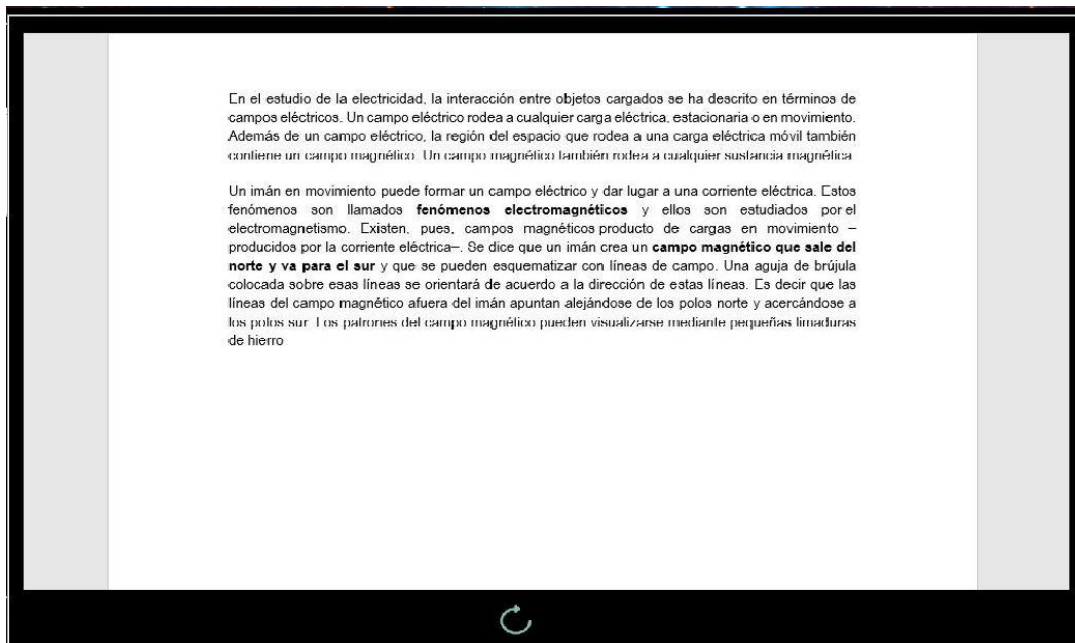 En el estudio de la electricidad, la interacción entre objetos cargados se ha descrito en términos de
campos eléctricos. Un campo eléctrico rodea a cualquier carga eléctrica, estacionaria o en movimiento.
Además de un campo eléctrico, la región del espacio que rodea a una carga eléctrica móvil también
contiene un campo magnético. Un campo magnético también rodea a cualquier sustancia magnética
Un imán en movimiento puede formar un campo eléctrico y dar lugar a una corriente eléctrica. Estos
fenómenos son llamados fenómenos electromagnéticos y ellos son estudiados por el
electromagnetismo. Existen, pues, campos magnéticos producto de cargas en movimiento –
producidos por la corriente eléctrica–. Se dice que un imán crea un campo magnético que sale del
norte y va para el sur y que se pueden esquematizar con líneas de campo. Una aguja de brújula
colocada sobre esas líneas se orientará de acuerdo a la dirección de estas líneas. Es decir que las
líneas del campo magnético afuera del imán apuntan alejándose de los polos norte y acercándose a
los polos sur. Los patrones del campo magnético pueden visualizarse mediante pequeñas limaduras
de hierro